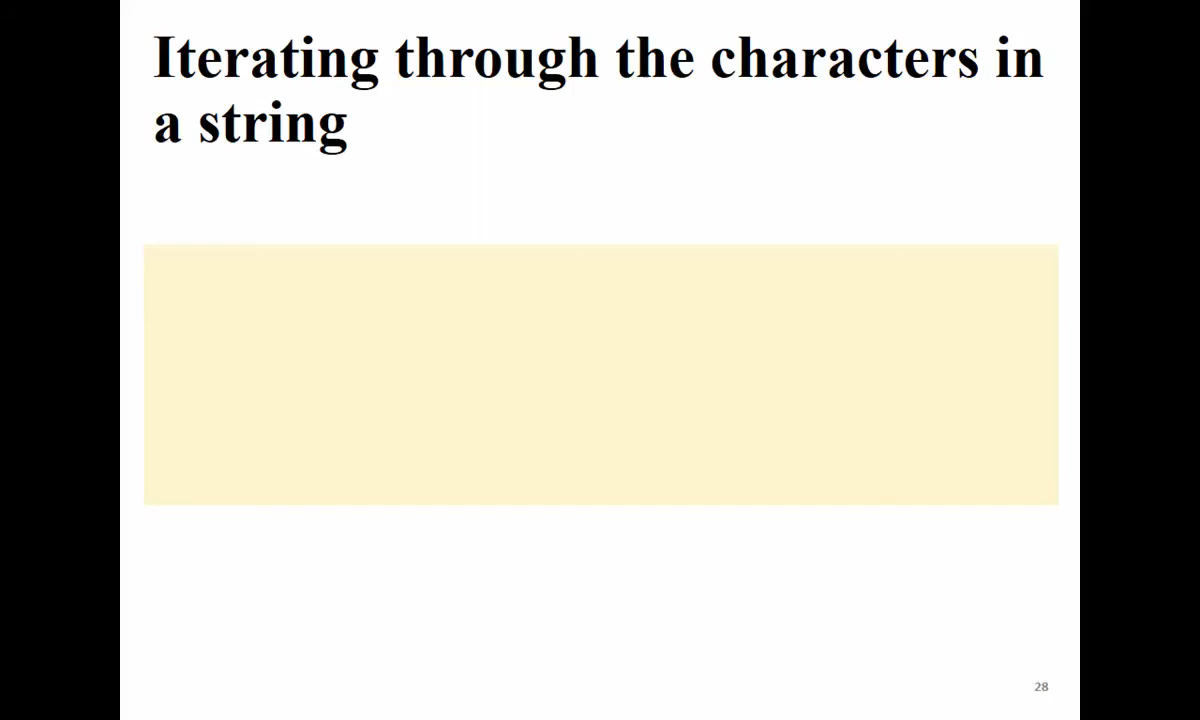 Iterating through the characters in
a string
28